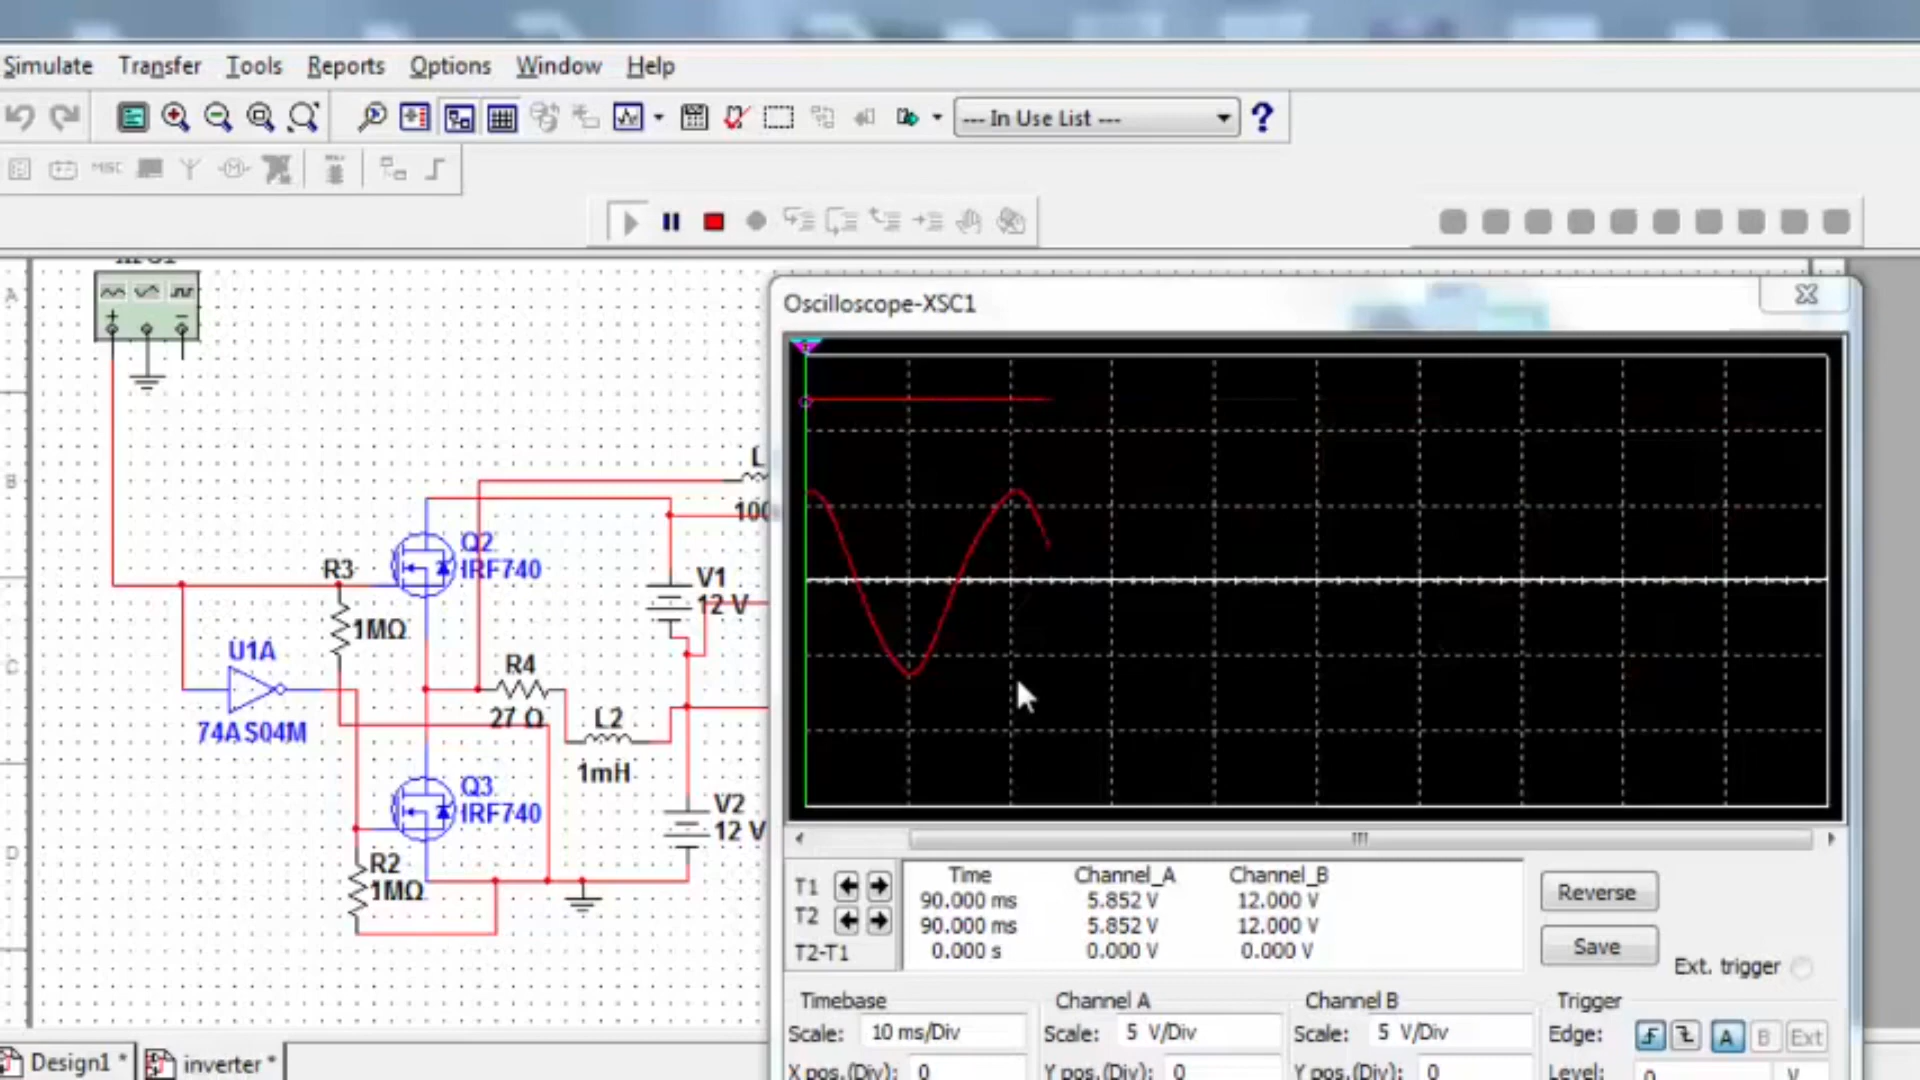 Simulate Transfer Tools Reports Options Window Help
--- In Use List --- ?
MISC
A
B
C
D
R3
1MΩ
Q2
IRF740
U1A
74AS04M
R4
27 Ω
L2
1mH
L
100
V1
12 V
V2
12 V
Q3
IRF740
R2
1MΩ
Design1 * inverter *
Oscilloscope-XSC1
Time Channel_A Channel_B
T1 90.000 ms 5.852 V 12.000 V
T2 90.000 ms 5.852 V 12.000 V
T2-T1 0.000 s 0.000 V 0.000 V
Reverse
Save
Ext. trigger
Timebase Channel A Channel B Trigger
Scale: 10 ms/Div Scale: 5 V/Div Scale: 5 V/Div Edge: A B Ext
X pos.(Div): 0 Y pos.(Div): 0 Y pos.(Div): 0 Level: 0 V